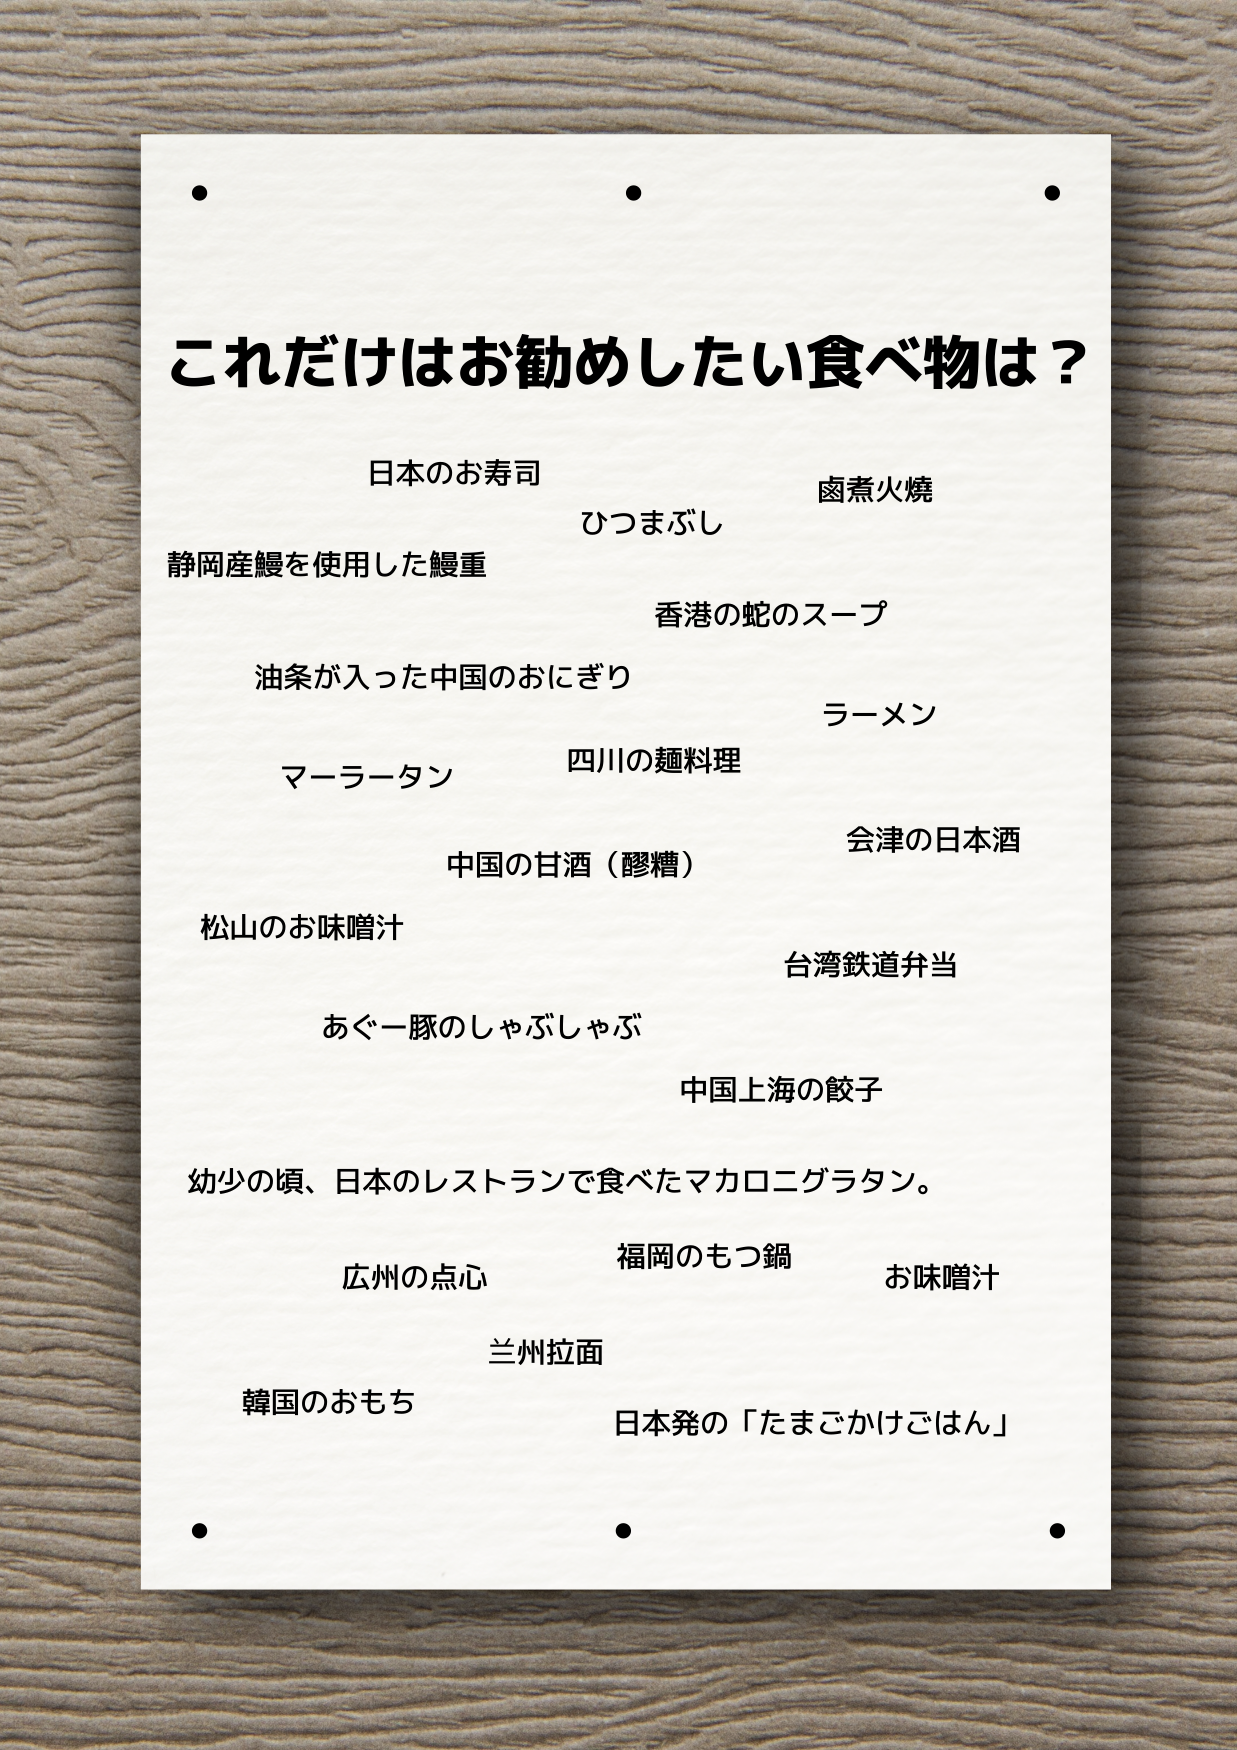 これだけはお勧めしたい食べ物は？
日本のお寿司
鹵煮火燒
ひつまぶし
静岡産鰻を使用した鰻重
香港の蛇のスープ
油条が入った中国のおにぎり
ラーメン
四川の麺料理
マーラータン
会津の日本酒
中国の甘酒（醪糟）
松山のお味噌汁
台湾鉄道弁当
あぐー豚のしゃぶしゃぶ
中国上海の餃子
幼少の頃、日本のレストランで食べたマカロニグラタン。
福岡のもつ鍋
広州の点心
お味噌汁
兰州拉面
韓国のおもち
日本発の「たまごかけごはん」